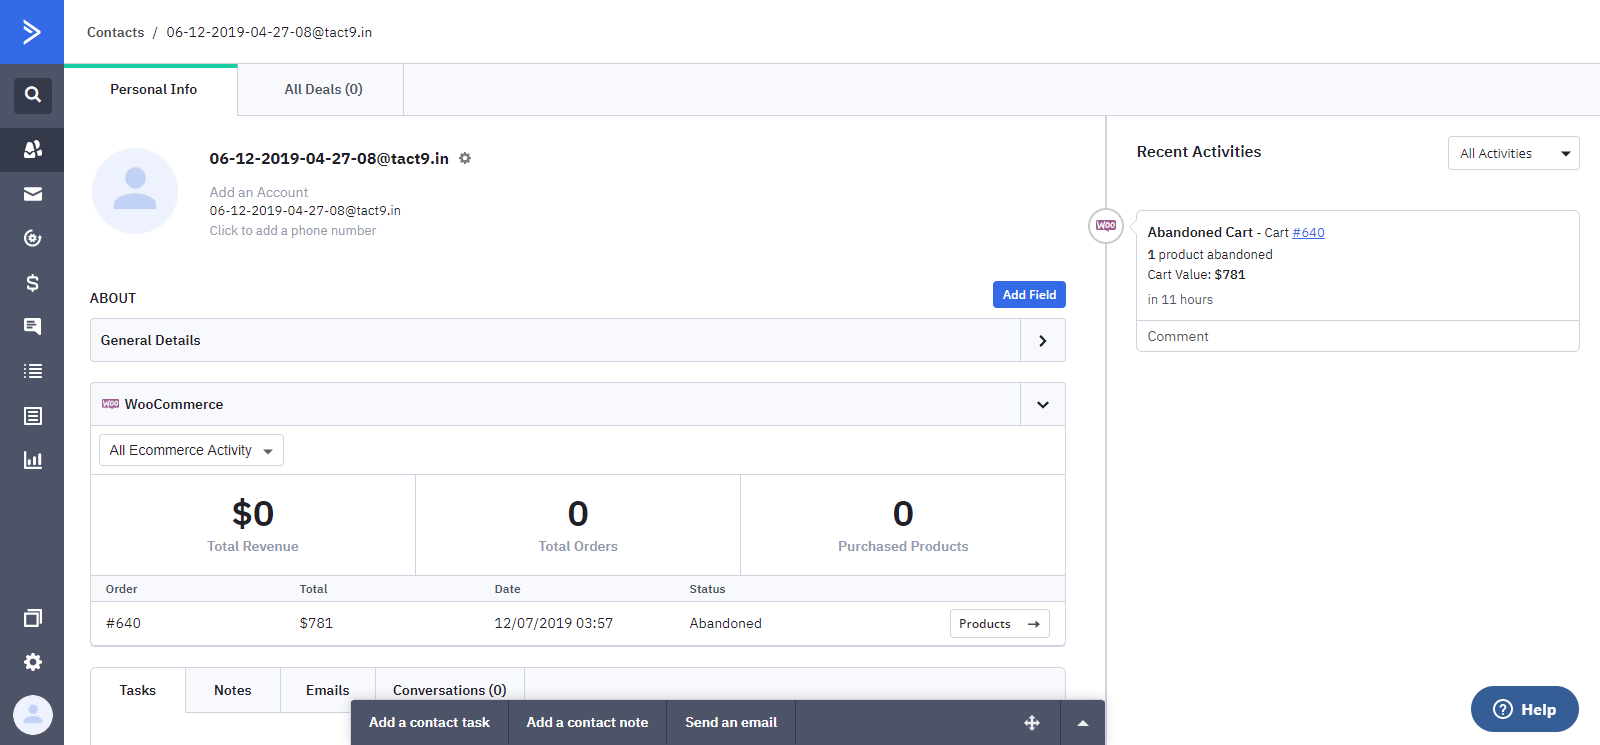 Contacts / 06-12-2019-04-27-08@tact9.in
Personal Info
All Deals (0)
06-12-2019-04-27-08@tact9.in
Add an Account
06-12-2019-04-27-08@tact9.in
Click to add a phone number
ABOUT
Add Field
General Details
Woo WooCommerce
All Ecommerce Activity
$0
Total Revenue
0
Total Orders
0
Purchased Products
Order Total Date Status
#640 $781 12/07/2019 03:57 Abandoned Products →
Tasks
Notes
Emails
Conversations (0)
Add a contact task
Add a contact note
Send an email
Recent Activities
All Activities
Woo
Abandoned Cart - Cart #640
1 product abandoned
Cart Value: $781
in 11 hours
Comment
Help